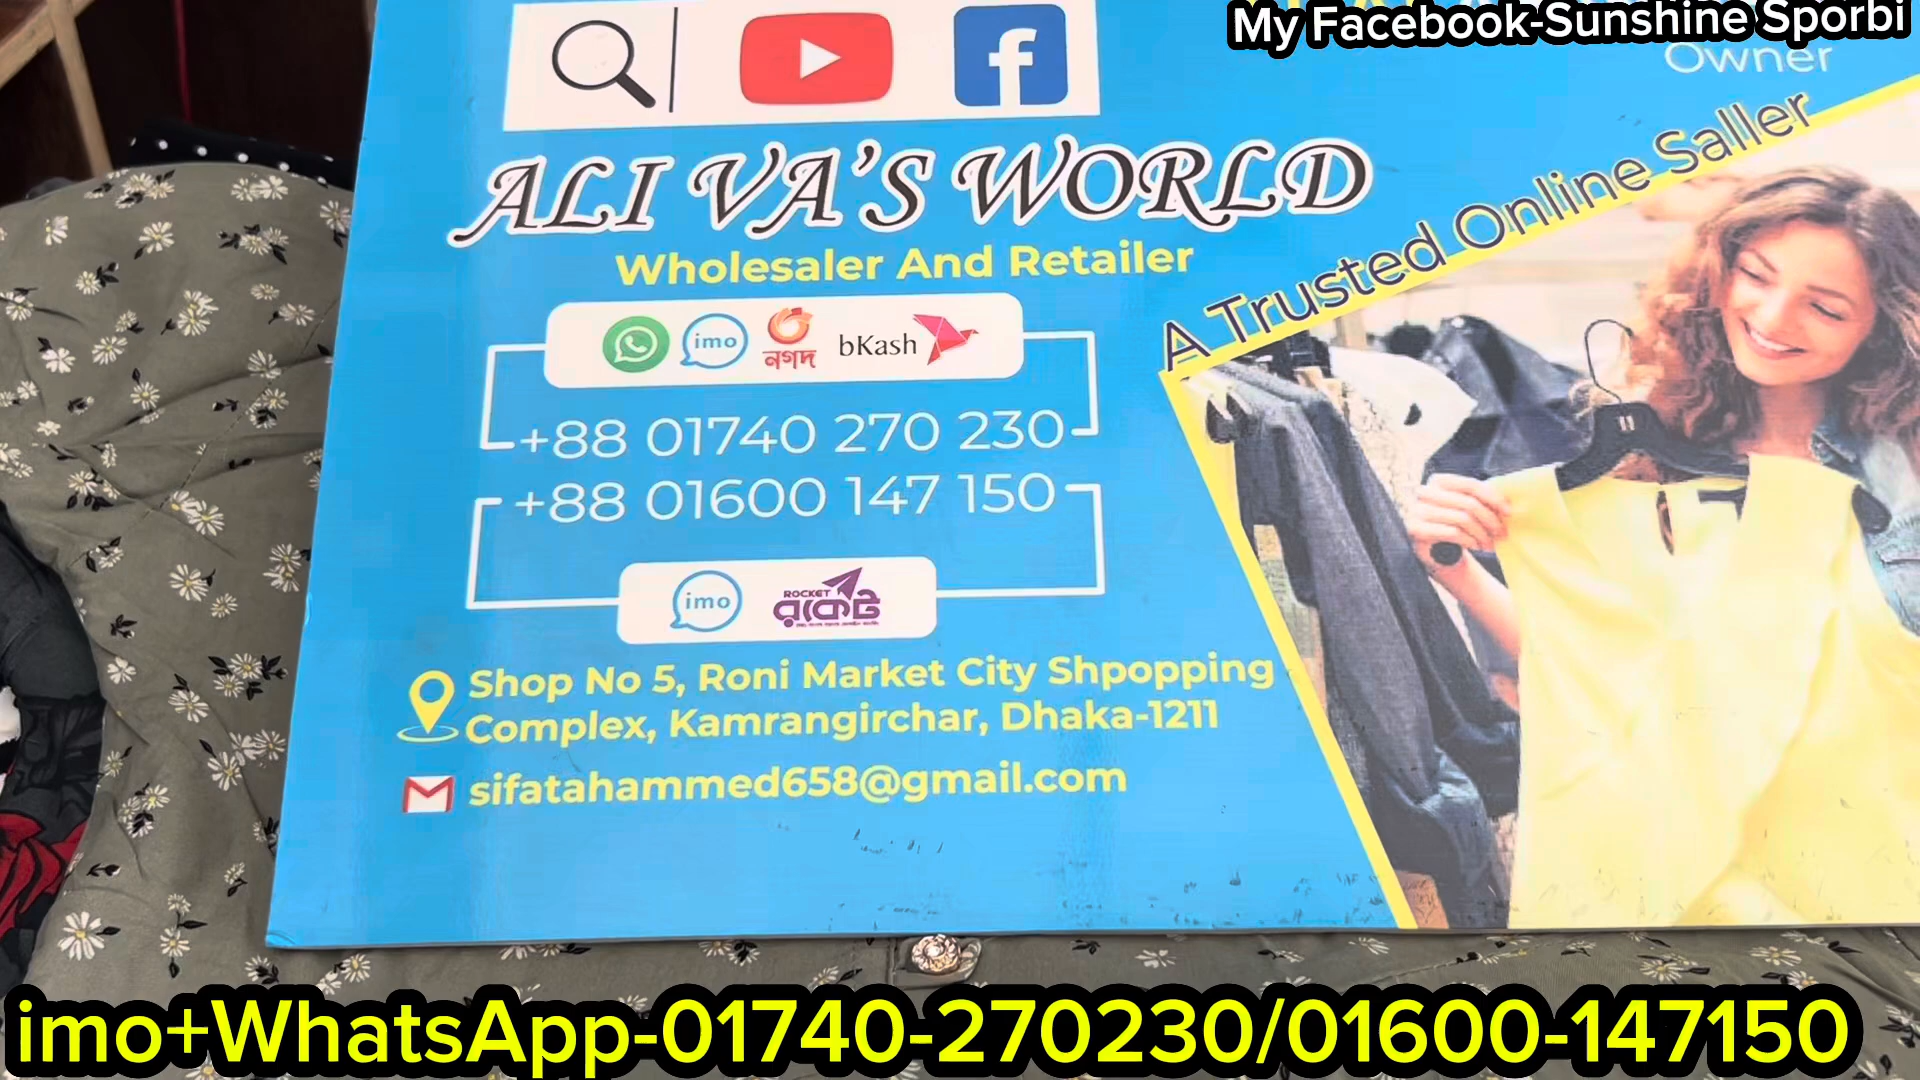 My Facebook-Sunshine Sporbi
Owner
ALI VA'S WORLD
Wholesaler And Retailer
A Trusted Online Saller
imo
নগদ
bKash
+88 01740 270 230
+88 01600 147 150
imo
ROCKET
রকেট
Shop No 5, Roni Market City Shpopping
Complex, Kamrangirchar, Dhaka-1211
sifatahammed658@gmail.com
imo+WhatsApp-01740-270230/01600-147150